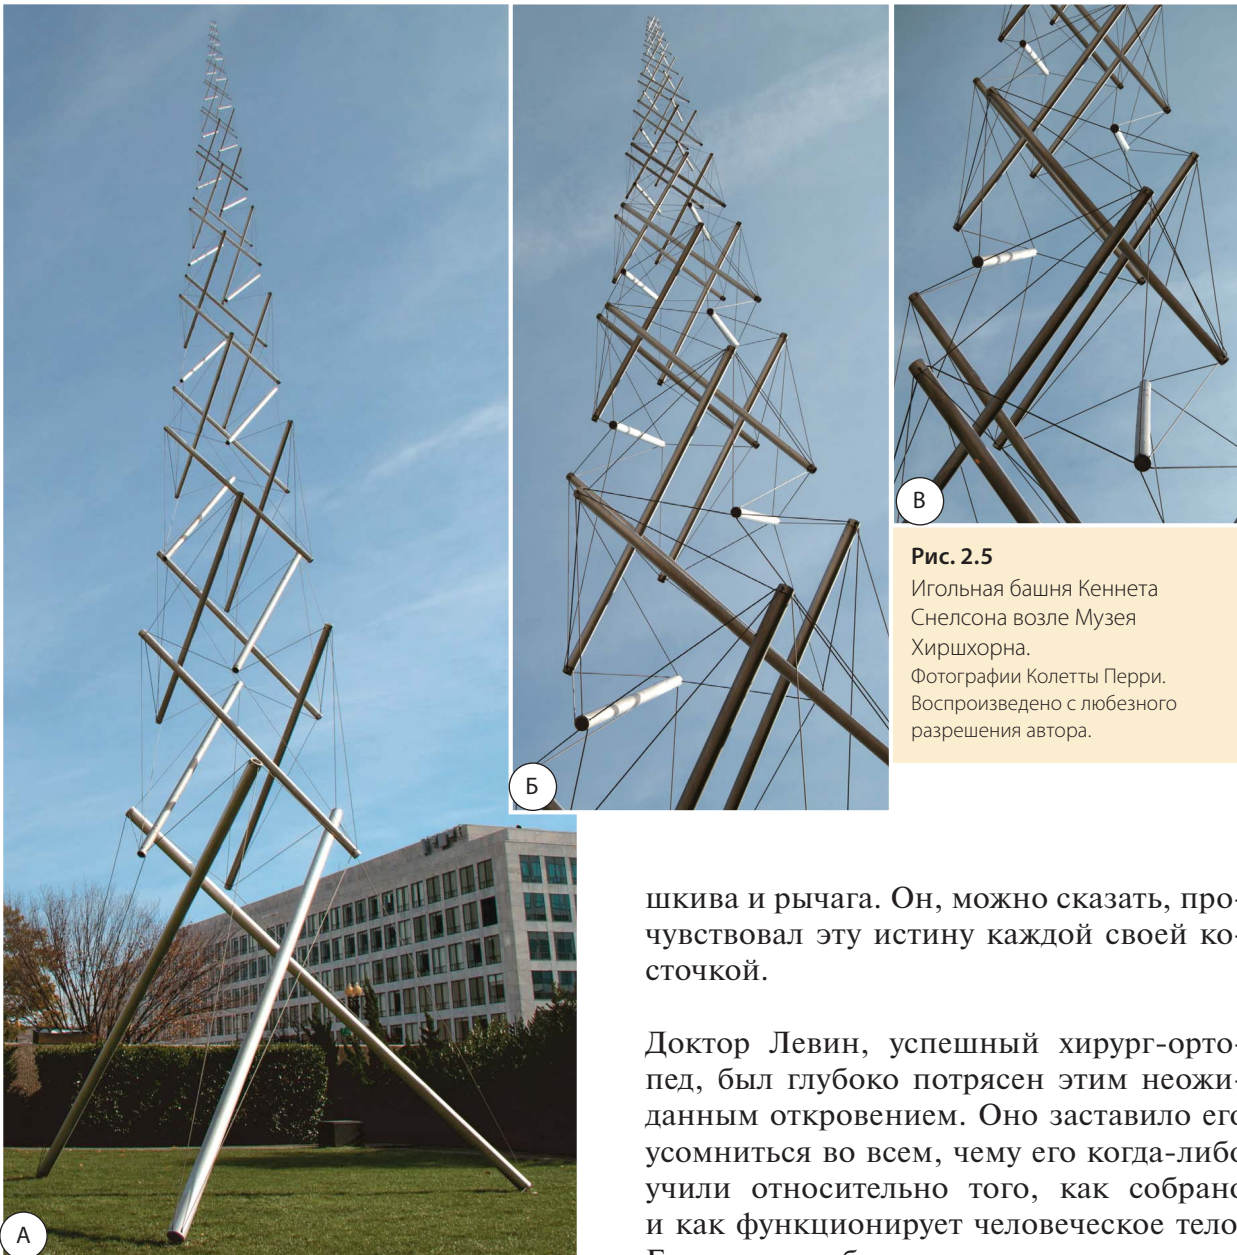 А
Б
В
Рис. 2.5
Игольная башня Кеннета
Снелсона возле Музея
Хиршхорна.
Фотографии Колетты Перри.
Воспроизведено с любезного
разрешения автора.
шкива и рычага. Он, можно сказать, про-
чувствовал эту истину каждой своей ко-
сточкой.
Доктор Левин, успешный хирург-орто-
пед, был глубоко потрясен этим неожи-
данным откровением. Оно заставило его
усомниться во всем, чему его когда-либо
учили относительно того, как собрано
и как функционирует человеческое тело.